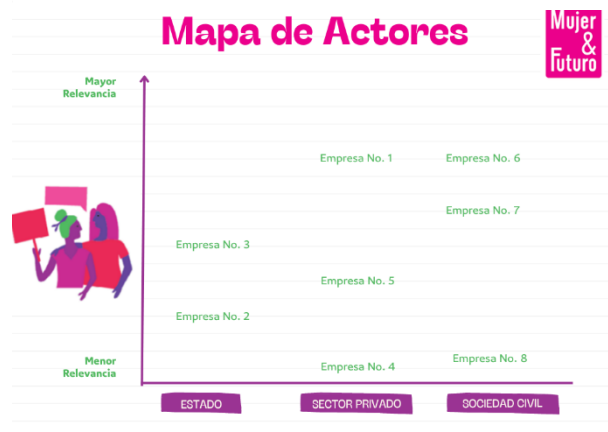 Mapa de Actores
Mujer
&
Futuro
Mayor
Relevancia
Empresa No. 1
Empresa No. 6
Empresa No. 7
Empresa No. 3
Empresa No. 5
Empresa No. 2
Empresa No. 8
Empresa No. 4
Menor
Relevancia
ESTADO
SECTOR PRIVADO
SOCIEDAD CIVIL